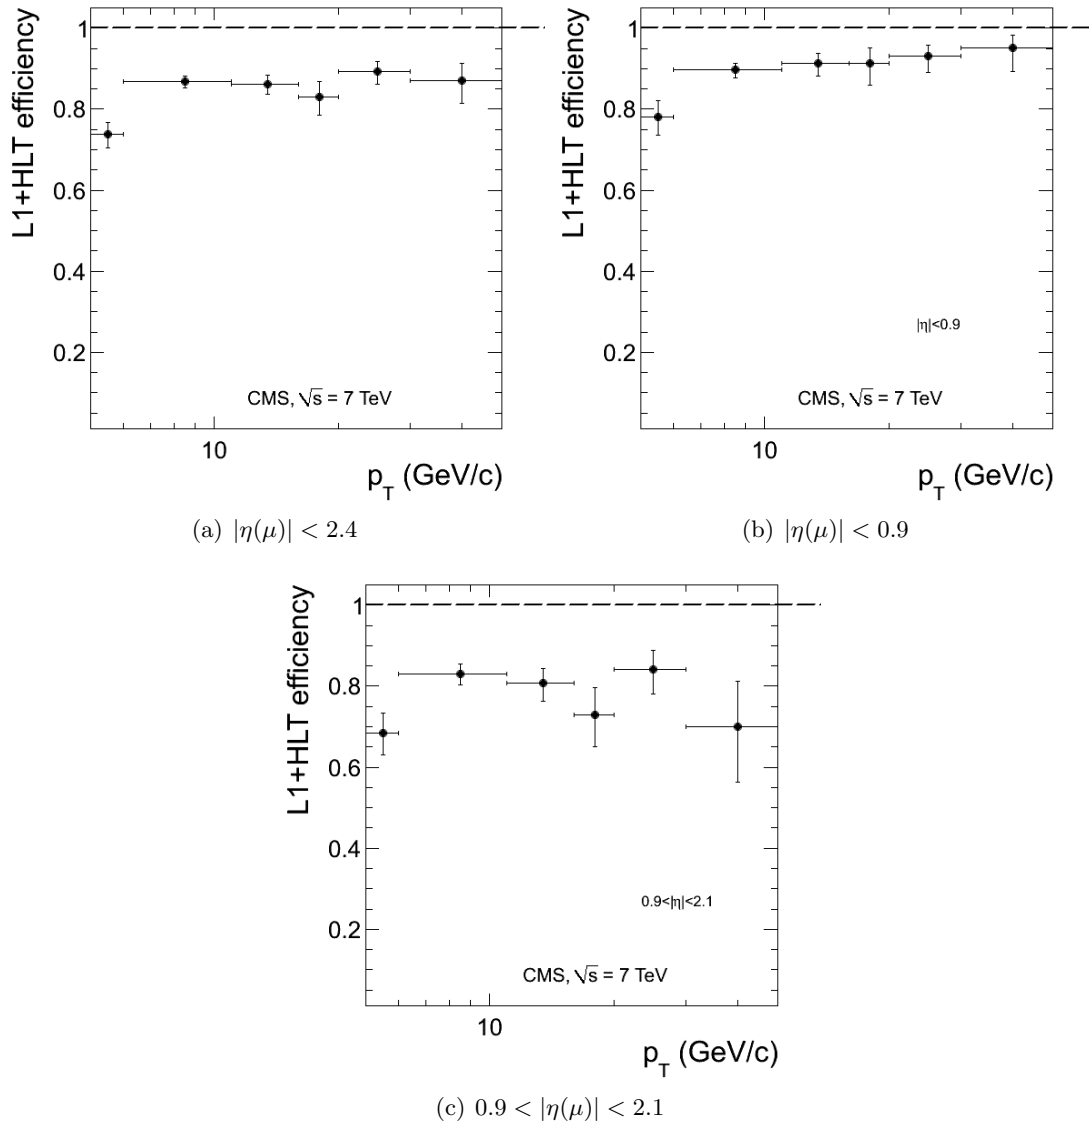 L1+HLT efficiency
1
0.8
0.6
0.4
0.2
CMS, √s = 7 TeV
10
p_T (GeV/c)
(a) |η(μ)| < 2.4
L1+HLT efficiency
1
0.8
0.6
0.4
0.2
|η|<0.9
CMS, √s = 7 TeV
10
p_T (GeV/c)
(b) |η(μ)| < 0.9
L1+HLT efficiency
1
0.8
0.6
0.4
0.2
0.9<|η|<2.1
CMS, √s = 7 TeV
10
p_T (GeV/c)
(c) 0.9 < |η(μ)| < 2.1